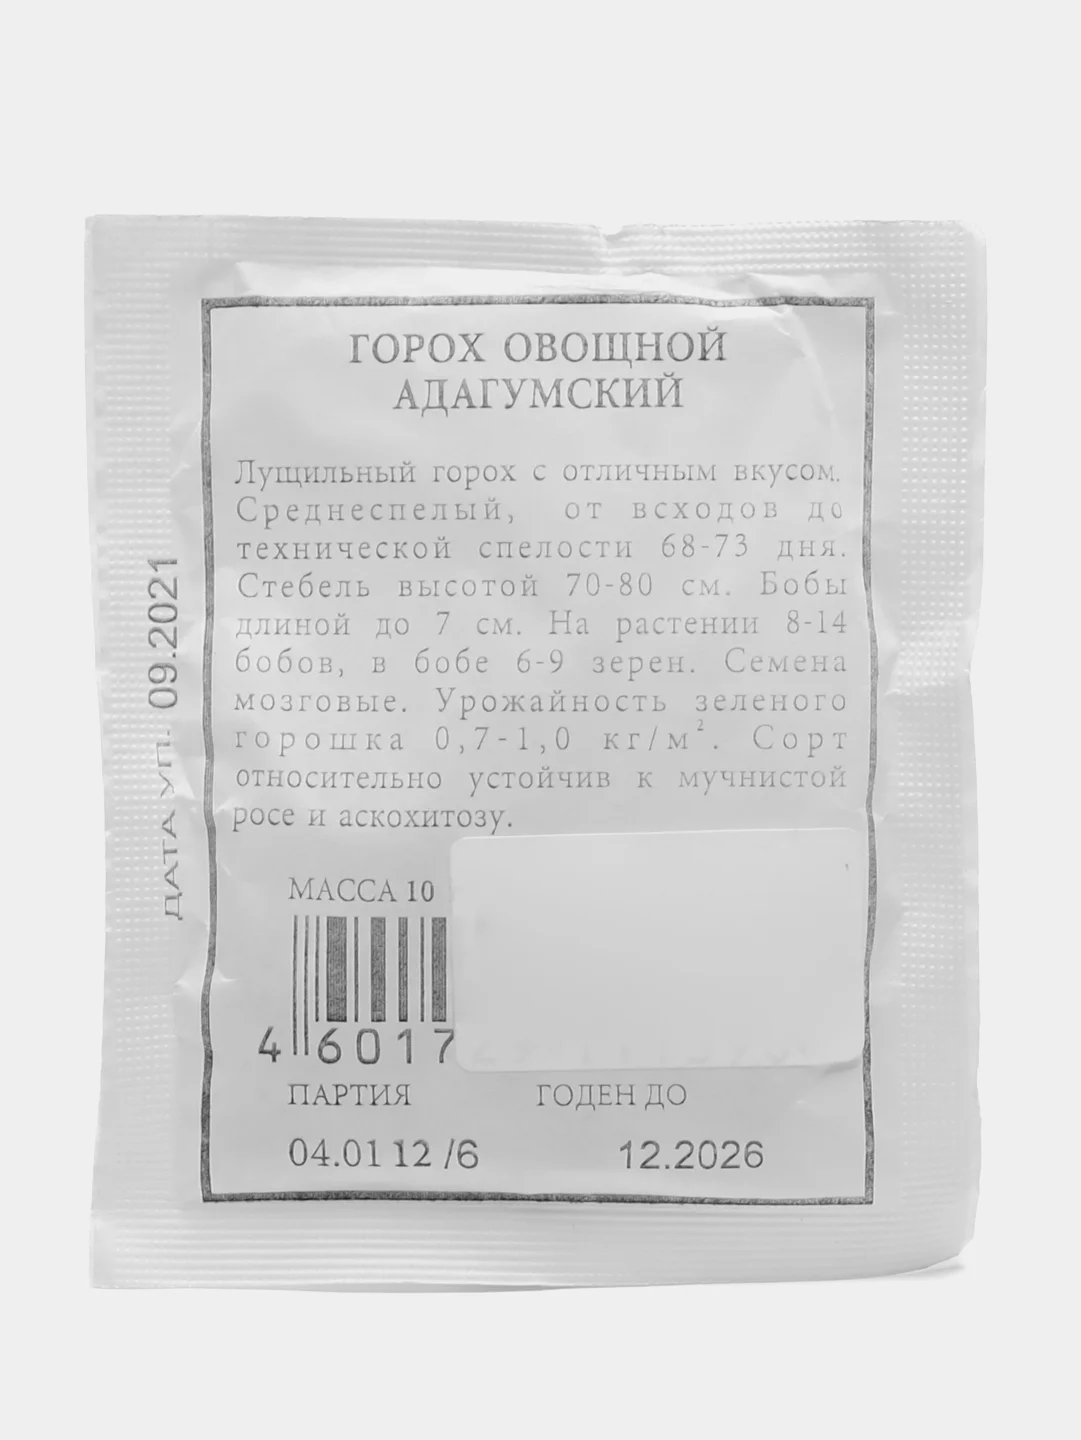 ГОРОХ ОВОЩНОЙ
АДАГУМСКИЙ
Лущильный горох с отличным вкусом.
Среднеспелый, от всходов до
технической спелости 68-73 дня.
Стебель высотой 70-80 см. Бобы
длиной до 7 см. На растении 8-14
бобов, в бобе 6-9 зерен. Семена
мозговые. Урожайность зеленого
горошка 0,7-1,0 кг/м². Сорт
относительно устойчив к мучнистой
росе и аскохитозу.
МАССА 10
4 6017
ПАРТИЯ ГОДЕН ДО
04.01 12 /6 12.2026
ДАТА УП. 09.2021